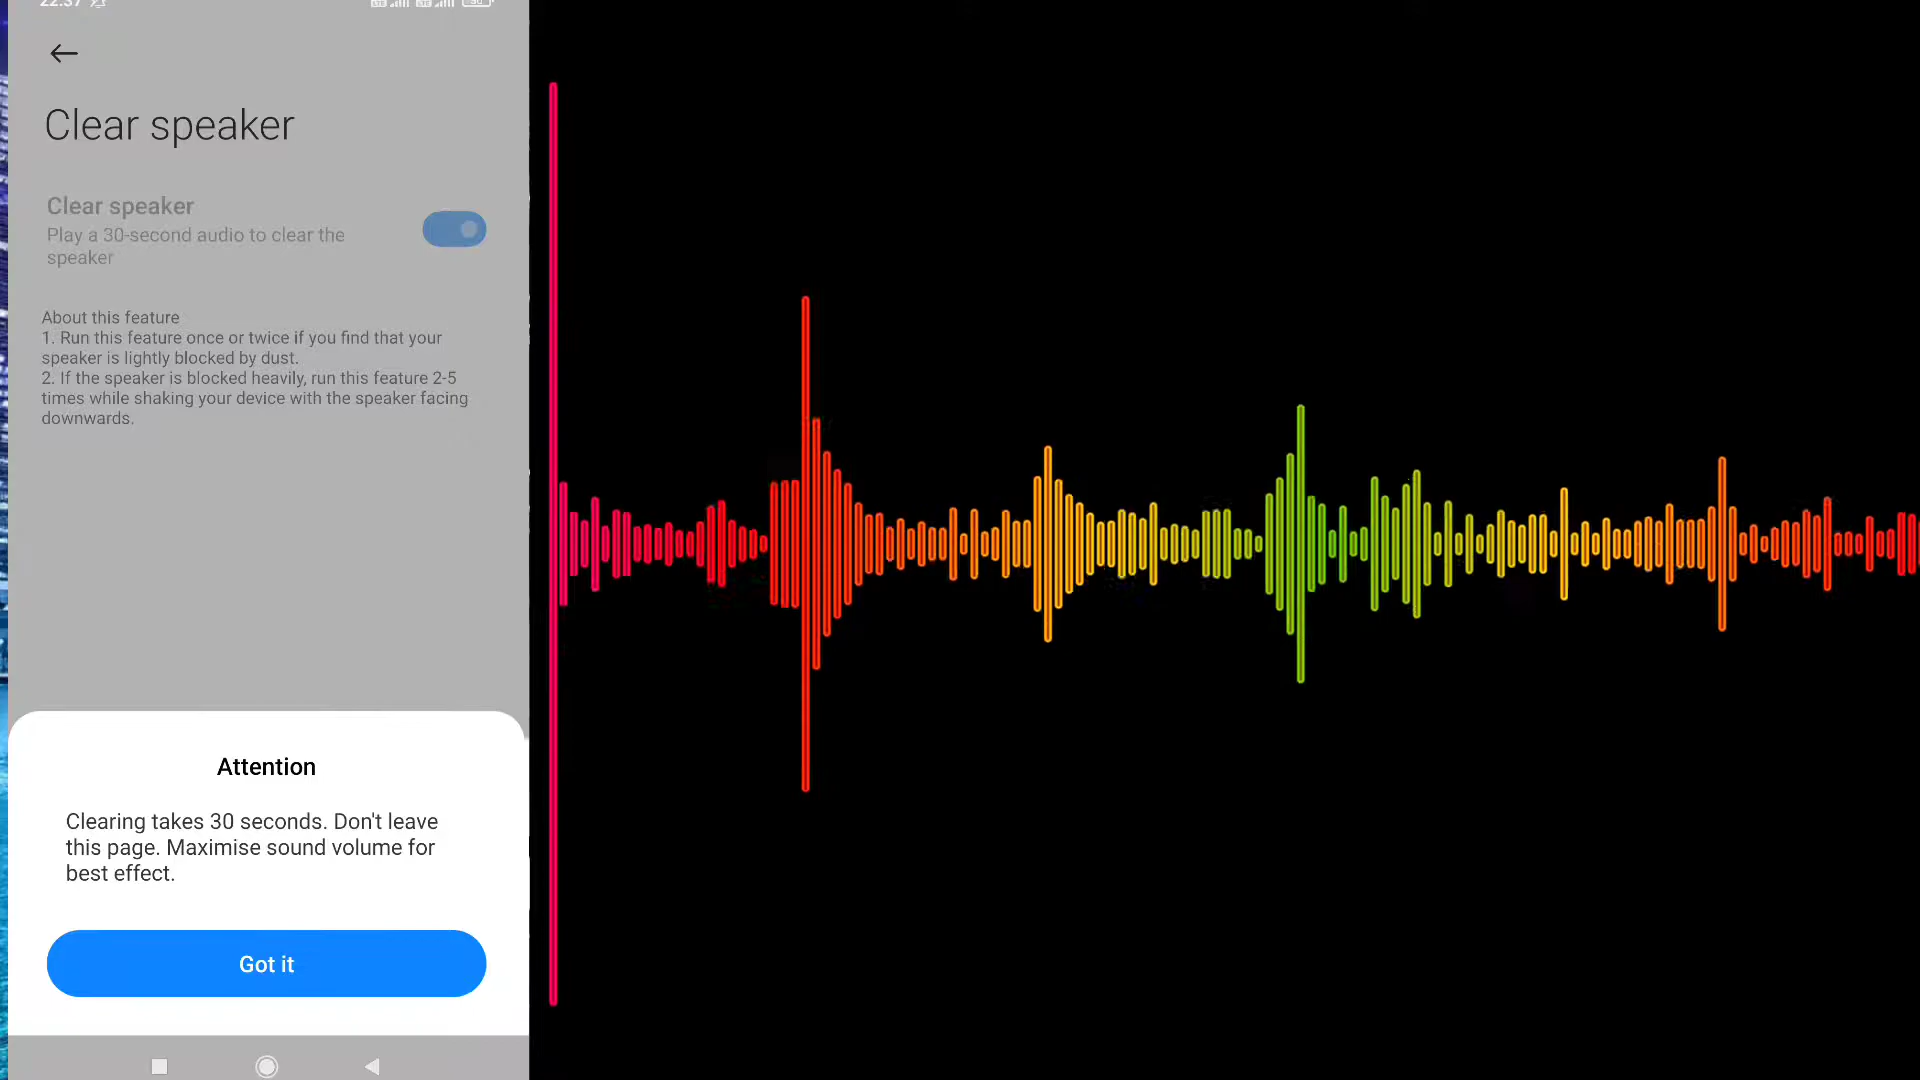 22:37
Clear speaker
Clear speaker
Play a 30-second audio to clear the
speaker
About this feature
1. Run this feature once or twice if you find that your
speaker is lightly blocked by dust.
2. If the speaker is blocked heavily, run this feature 2-5
times while shaking your device with the speaker facing
downwards.
Attention
Clearing takes 30 seconds. Don't leave
this page. Maximise sound volume for
best effect.
Got it